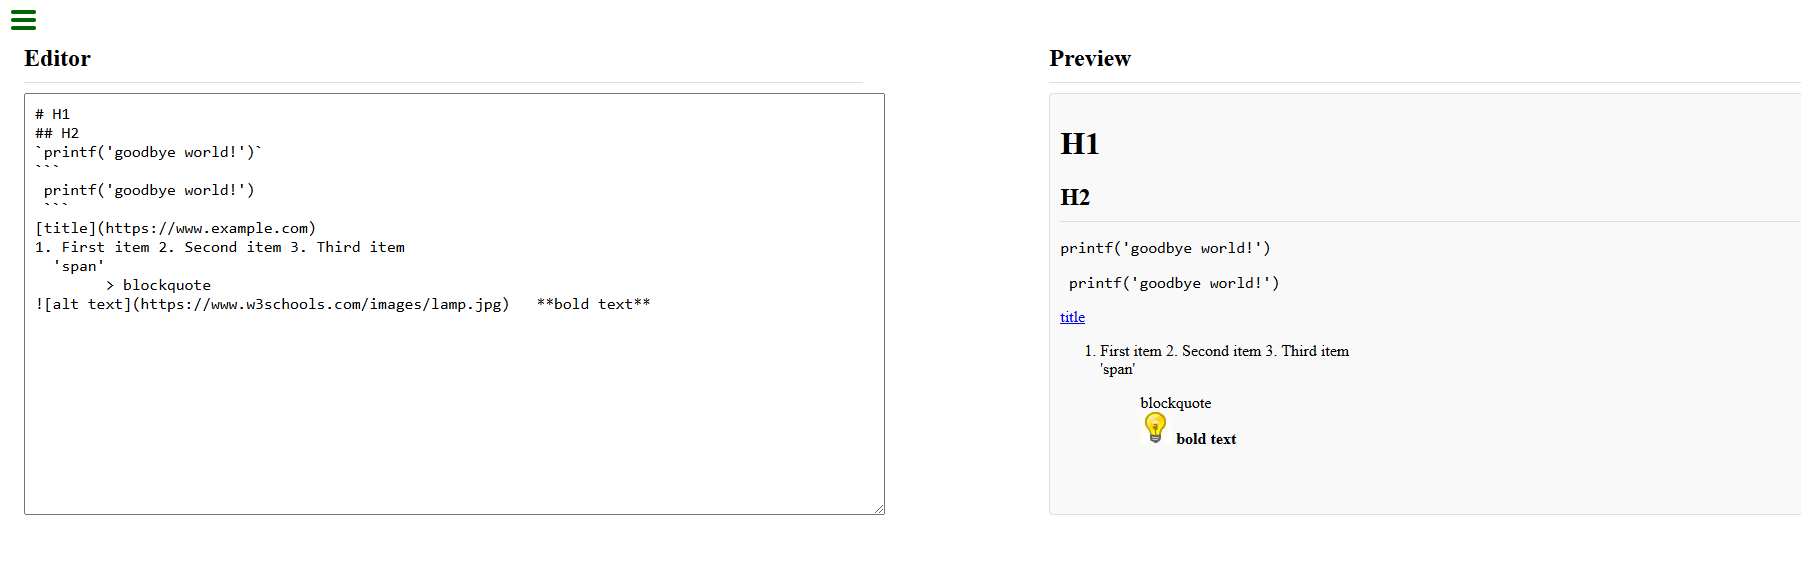 Editor
# H1
## H2
`printf('goodbye world!')`
```
 printf('goodbye world!')
 ```
[title](https://www.example.com)
1. First item 2. Second item 3. Third item
  'span'
        > blockquote
![alt text](https://www.w3schools.com/images/lamp.jpg)   **bold text**
Preview
H1
H2
printf('goodbye world!')
 printf('goodbye world!')
title
1. First item 2. Second item 3. Third item
'span'
blockquote
bold text